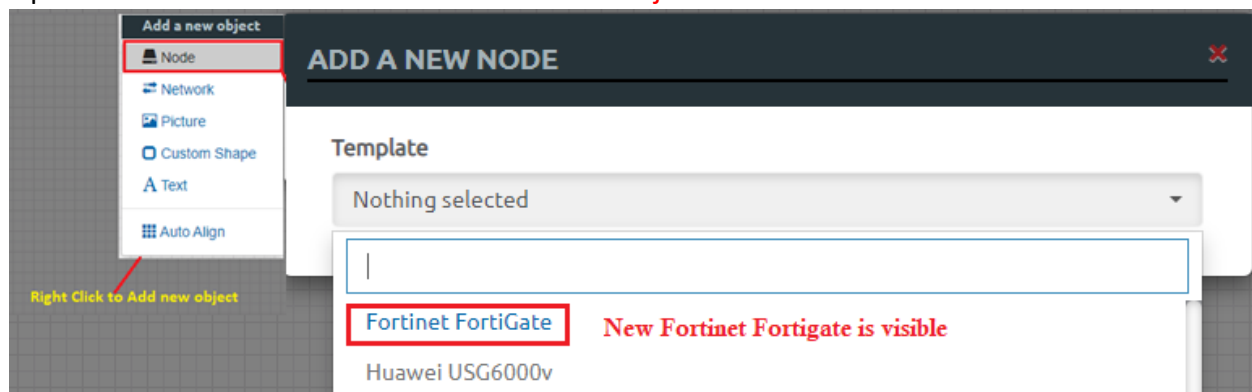 Add a new object
Node
Network
Picture
Custom Shape
A Text
Auto Align
Right Click to Add new object
ADD A NEW NODE
Template
Nothing selected
Fortinet FortiGate
New Fortinet Fortigate is visible
Huawei USG6000v